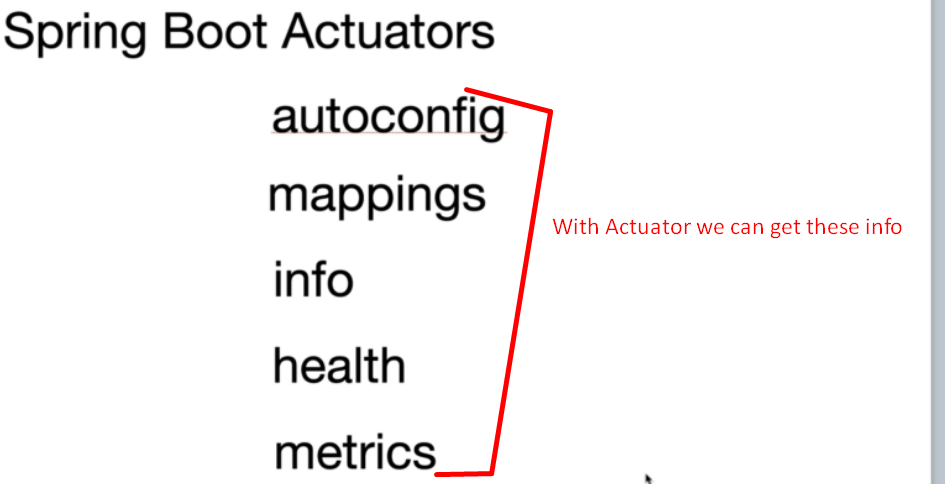 Spring Boot Actuators
autoconfig
mappings
With Actuator we can get these info
info
health
metrics